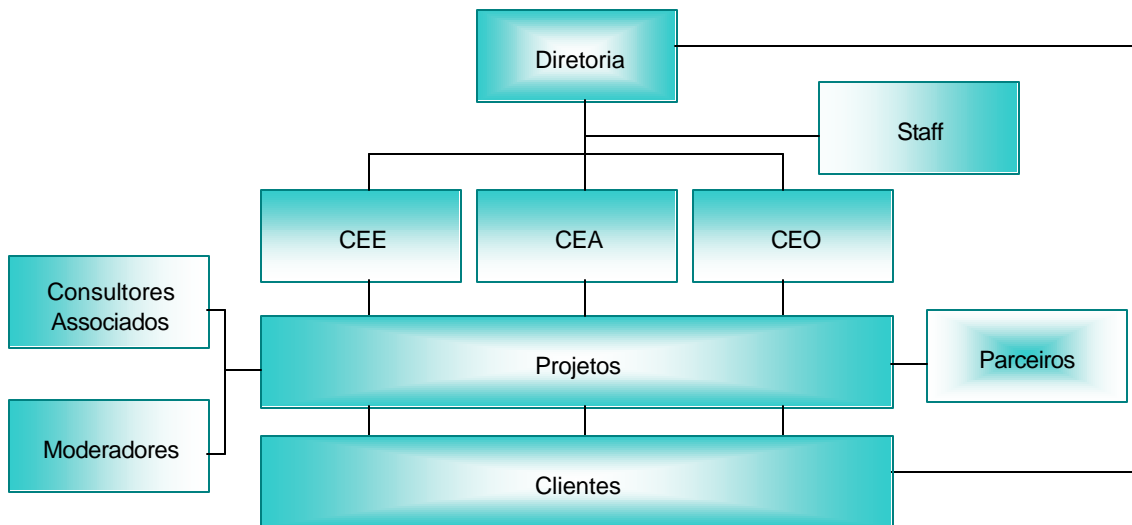 Diretoria
Staff
CEE
CEA
CEO
Consultores
Associados
Projetos
Parceiros
Moderadores
Clientes